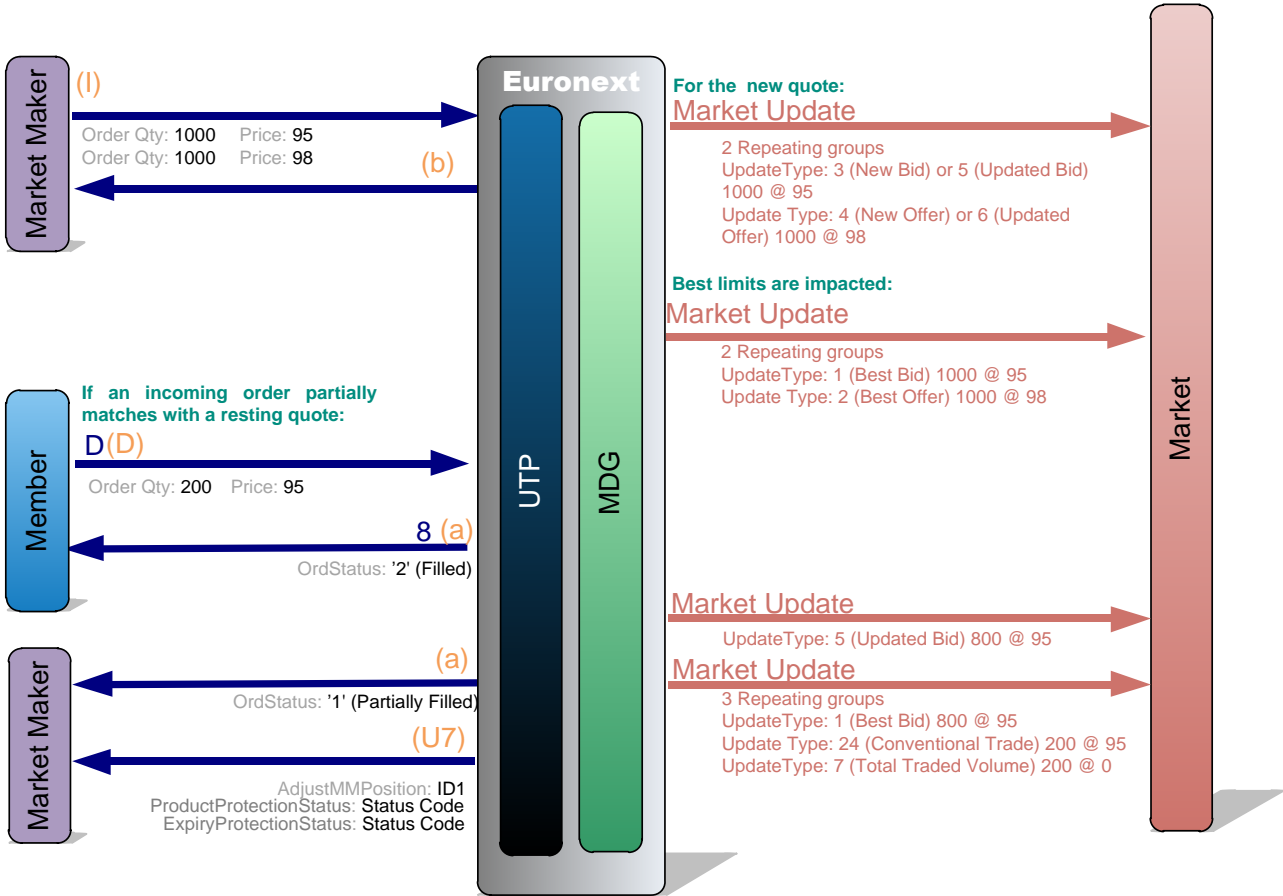 Market Maker
(I)
Order Qty: 1000 Price: 95
Order Qty: 1000 Price: 98
(b)
Euronext
UTP
MDG
For the new quote:
Market Update
2 Repeating groups
UpdateType: 3 (New Bid) or 5 (Updated Bid)
1000 @ 95
Update Type: 4 (New Offer) or 6 (Updated
Offer) 1000 @ 98
Best limits are impacted:
Market Update
2 Repeating groups
UpdateType: 1 (Best Bid) 1000 @ 95
Update Type: 2 (Best Offer) 1000 @ 98
Market
If an incoming order partially
matches with a resting quote:
Member
D(D)
Order Qty: 200 Price: 95
8 (a)
OrdStatus: '2' (Filled)
Market Update
UpdateType: 5 (Updated Bid) 800 @ 95
Market Maker
(a)
OrdStatus: '1' (Partially Filled)
(U7)
AdjustMMPosition: ID1
ProductProtectionStatus: Status Code
ExpiryProtectionStatus: Status Code
Market Update
3 Repeating groups
UpdateType: 1 (Best Bid) 800 @ 95
Update Type: 24 (Conventional Trade) 200 @ 95
UpdateType: 7 (Total Traded Volume) 200 @ 0